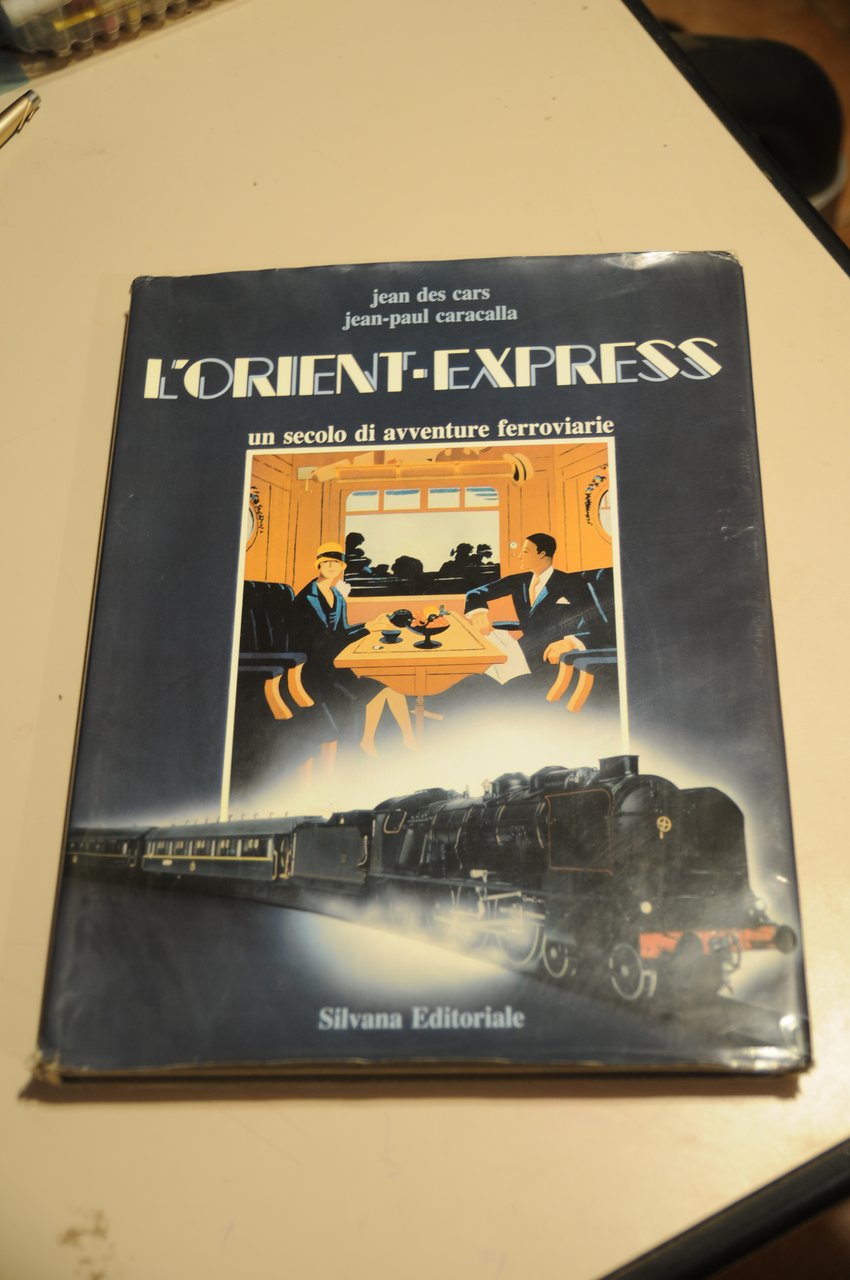 jean des cars
jean-paul caracalla
L'ORIENT-EXPRESS
un secolo di avventure ferroviarie
Silvana Editoriale